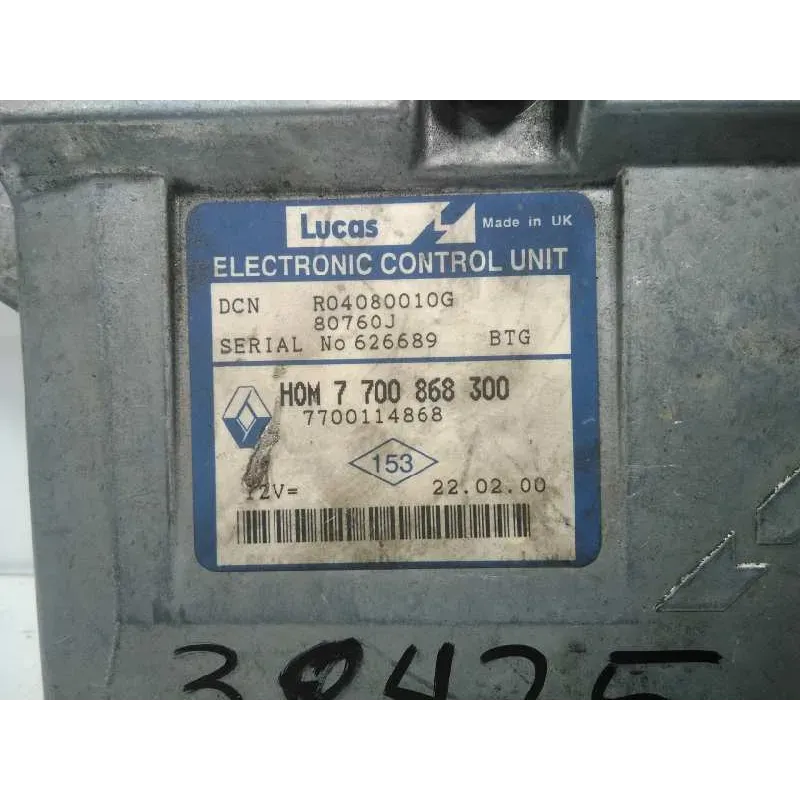 Lucas Made in UK
ELECTRONIC CONTROL UNIT
DCN R04080010G
80760J
SERIAL No 626689 BTG
HOM 7 700 868 300
7700114868
153
12V= 22.02.00
38425